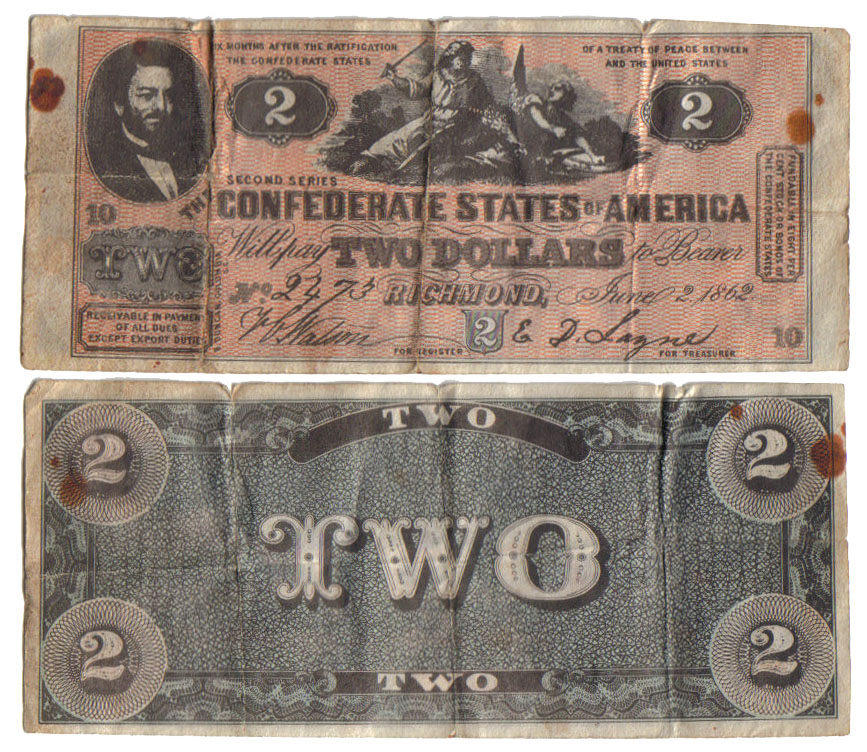 SIX MONTHS AFTER THE RATIFICATION OF A TREATY OF PEACE BETWEEN
THE CONFEDERATE STATES AND THE UNITED STATES
2 2
SECOND SERIES
THE CONFEDERATE STATES OF AMERICA
10
TWO
Will pay TWO DOLLARS to Bearer
No 2473 RICHMOND, June 2, 1862
RECEIVABLE IN PAYMENT
OF ALL DUES
EXCEPT EXPORT DUTIES
2
FOR REGISTER
FOR TREASURER
FUNDABLE IN EIGHT PER
CENT STOCK OR BONDS OF
THE CONFEDERATE STATES
10
TWO
2 2
TWO
2 2
TWO